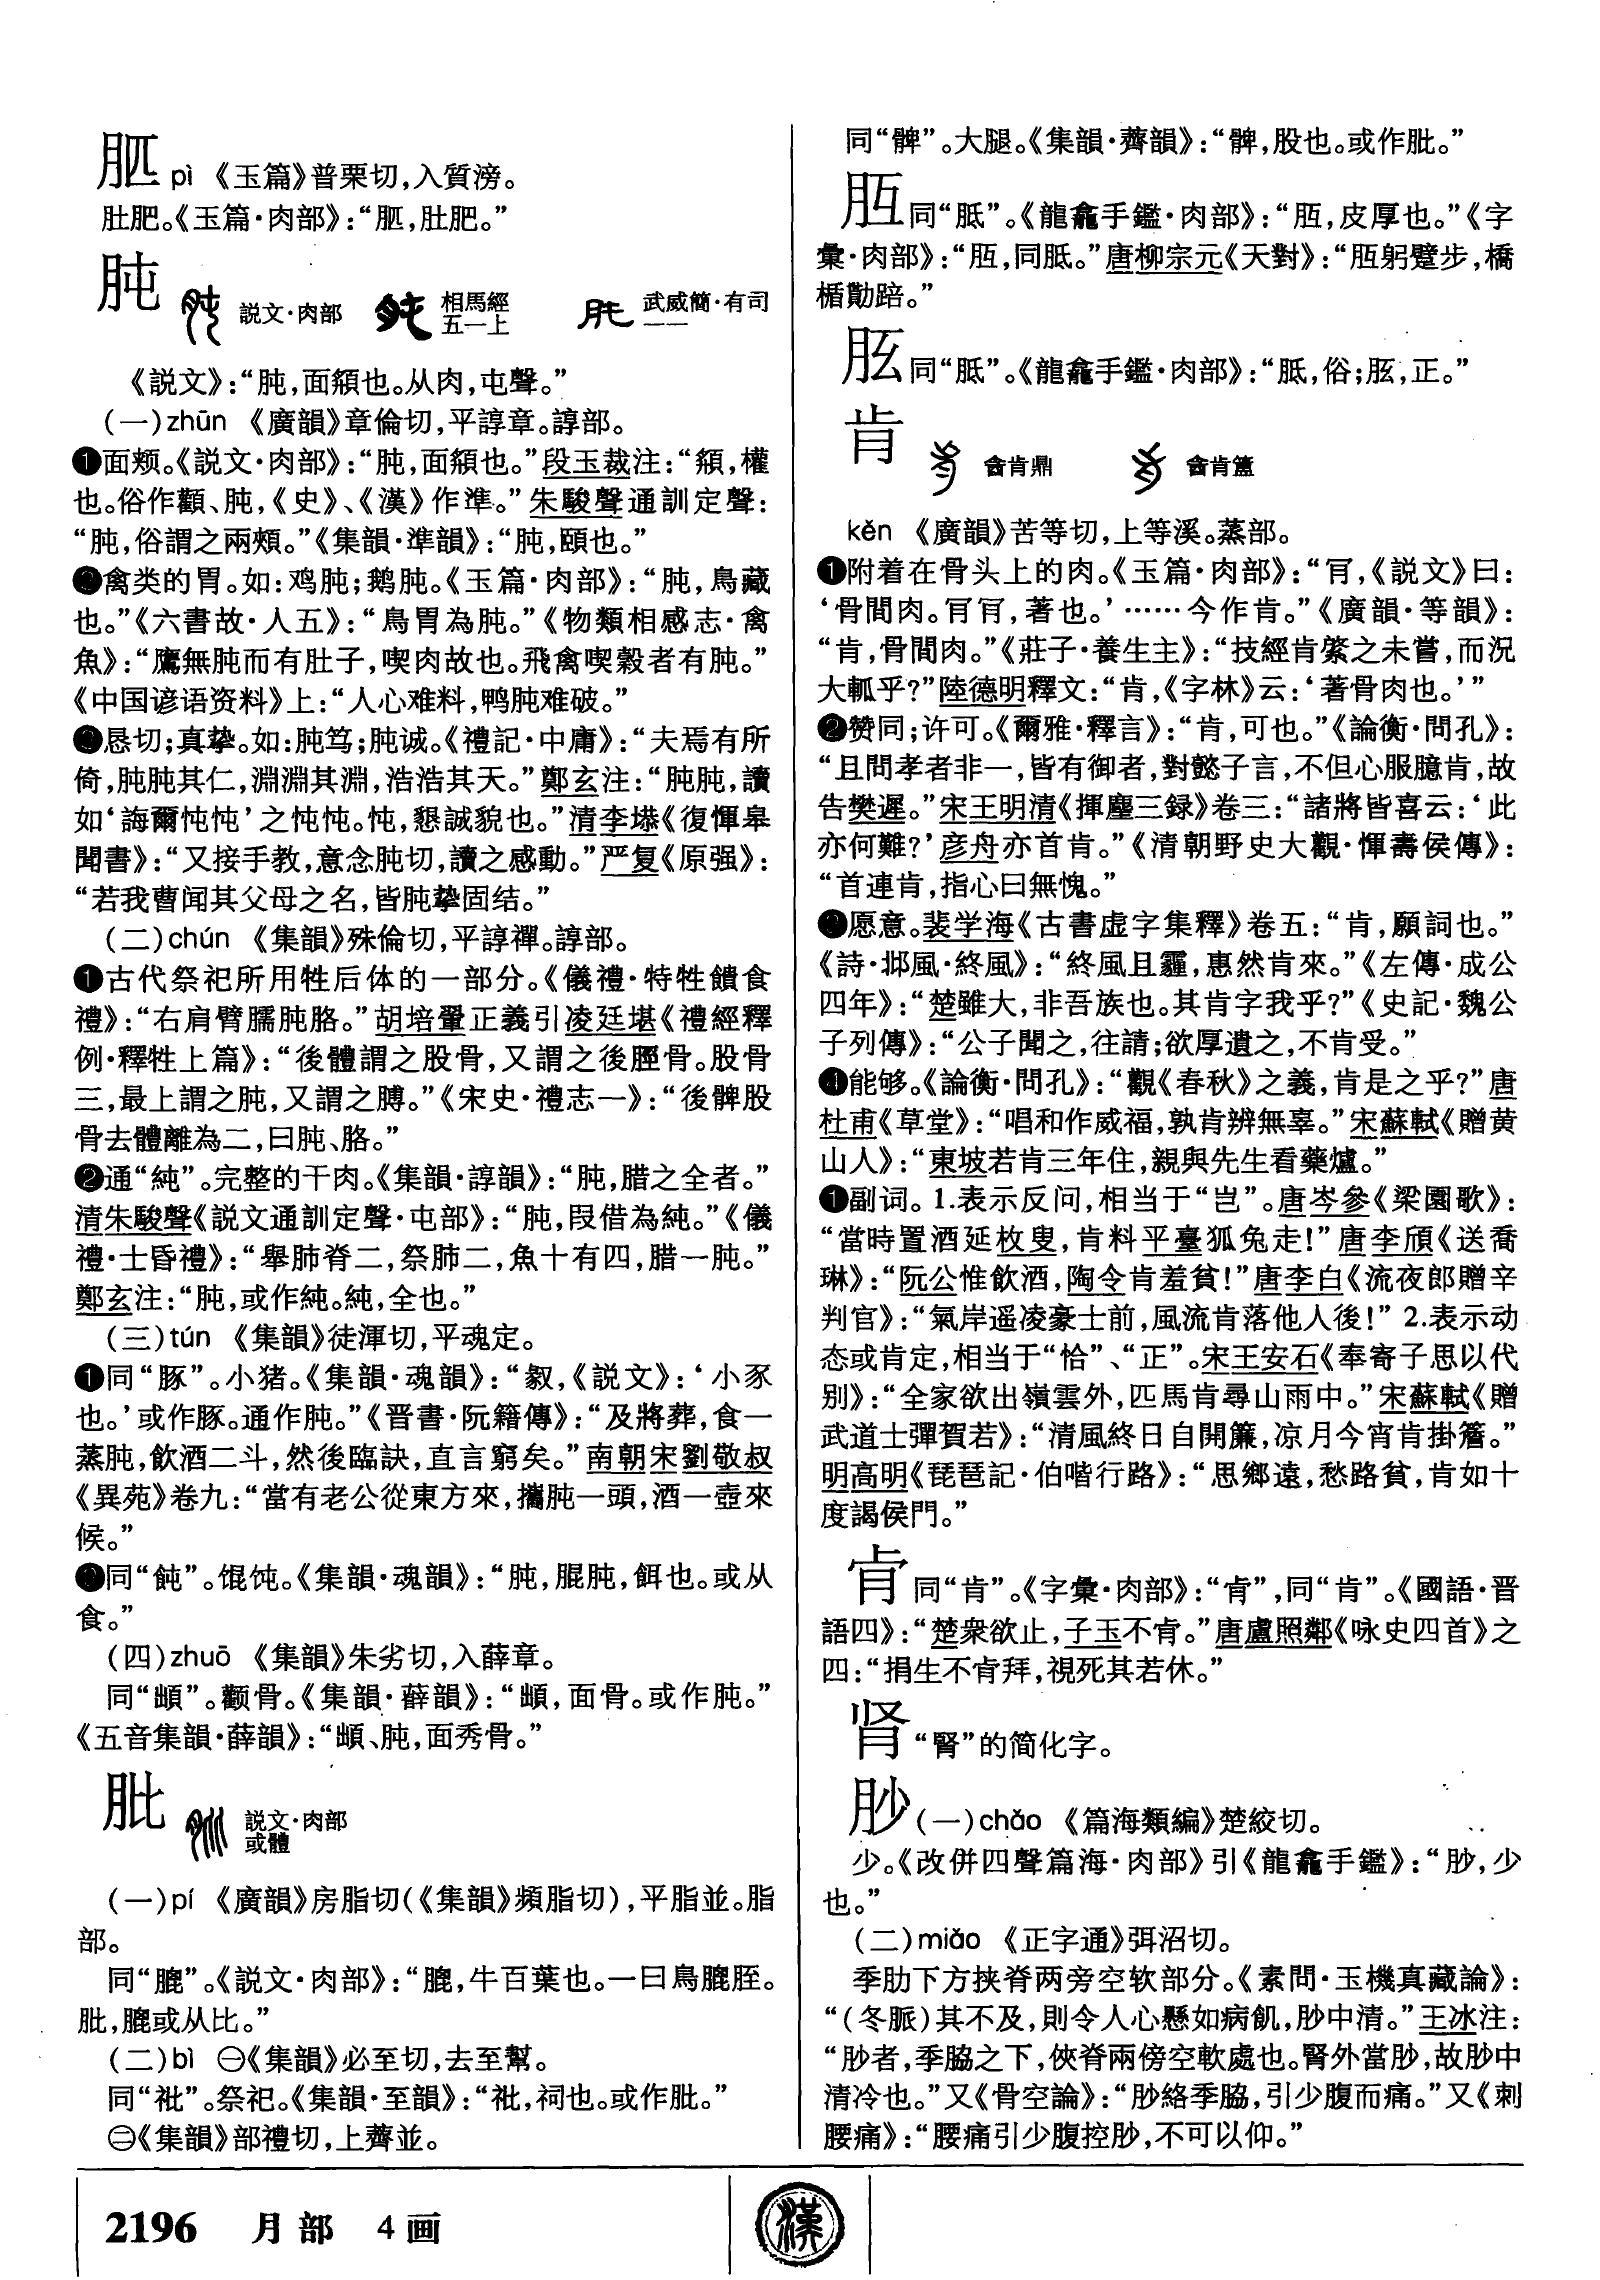 pì 《玉篇》普栗切,入質滂。
肚肥。《玉篇·肉部》:“ ,肚肥。”
肫
説文·肉部 相馬經五一上 武威簡·有司一一
《説文》:“肫,面頯也。从肉,屯聲。”
(一)zhūn 《廣韻》章倫切,平諄章。諄部。
❶面颊。《説文·肉部》:“肫,面頯也。”段玉裁注:“頯,權
也。俗作顴、肫,《史》、《漢》作準。”朱駿聲通訓定聲:
“肫,俗謂之兩頰。”《集韻·準韻》:“肫,頤也。”
❷禽类的胃。如:鸡肫;鹅肫。《玉篇·肉部》:“肫,鳥藏
也。”《六書故·人五》:“鳥胃為肫。”《物類相感志·禽
魚》:“鷹無肫而有肚子,喫肉故也。飛禽喫穀者有肫。”
《中国谚语资料》上:“人心难料,鸭肫难破。”
❸恳切;真挚。如:肫笃;肫诚。《禮記·中庸》:“夫焉有所
倚,肫肫其仁,淵淵其淵,浩浩其天。”鄭玄注:“肫肫,讀
如‘誨爾忳忳’之忳忳。忳,懇誠貌也。”清李塨《復惲皋
聞書》:“又接手教,意念肫切,讀之感動。”严复《原强》:
“若我曹闻其父母之名,皆肫挚固结。”
(二)chún 《集韻》殊倫切,平諄禪。諄部。
❶古代祭祀所用牲后体的一部分。《儀禮·特牲饋食
禮》:“右肩臂臑肫胳。”胡培翬正義引凌廷堪《禮經釋
例·釋牲上篇》:“後體謂之股骨,又謂之後脛骨。股骨
三,最上謂之肫,又謂之膊。”《宋史·禮志一》:“後髀股
骨去體離為二,曰肫、胳。”
❷通“純”。完整的干肉。《集韻·諄韻》:“肫,腊之全者。”
清朱駿聲《説文通訓定聲·屯部》:“肫,叚借為純。”《儀
禮·士昏禮》:“舉肺脊二,祭肺二,魚十有四,腊一肫。”
鄭玄注:“肫,或作純。純,全也。”
(三)tún 《集韻》徒渾切,平魂定。
❶同“豚”。小猪。《集韻·魂韻》:“ ,《説文》:‘小豕
也。’或作豚。通作肫。”《晋書·阮籍傳》:“及將葬,食一
蒸肫,飲酒二斗,然後臨訣,直言窮矣。”南朝宋劉敬叔
《異苑》卷九:“當有老公從東方來,攜肫一頭,酒一壺來
候。”
❷同“飩”。馄饨。《集韻·魂韻》:“肫,䐊肫,餌也。或从
食。”
(四)zhuō 《集韻》朱劣切,入薛章。
同“䪼”。颧骨。《集韻·薛韻》:“䪼,面骨。或作肫。”
《五音集韻·薛韻》:“䪼、肫,面秀骨。”
肶
説文·肉部或體
(一)pí 《廣韻》房脂切(《集韻》頻脂切),平脂並。脂
部。
同“膍”。《説文·肉部》:“膍,牛百葉也。一曰鳥膍胵。
肶,膍或从比。”
(二)bì ㊀《集韻》必至切,去至幫。
同“祉”。祭祀。《集韻·至韻》:“ ,祠也。或作肶。”
㊁《集韻》部禮切,上薺並。
同“髀”。大腿。《集韻·薺韻》:“髀,股也。或作肶。”
同“胝”。《龍龕手鑑·肉部》:“ ,皮厚也。”《字
彙·肉部》:“ ,同胝。”唐柳宗元《天對》:“ 躬躄步,橋
楯勩踣。”
胘同“胝”。《龍龕手鑑·肉部》:“胝,俗; ,正。”
肯
酓肯鼎 酓肯簠
kěn 《廣韻》苦等切,上等溪。蒸部。
❶附着在骨头上的肉。《玉篇·肉部》:“肎,《説文》曰:
‘骨間肉。肎肎,著也。’……今作肯。”《廣韻·等韻》:
“肯,骨間肉。”《莊子·養生主》:“技經肯綮之未嘗,而況
大軱乎?”陸德明釋文:“肯,《字林》云:‘著骨肉也。’”
❷赞同;许可。《爾雅·釋言》:“肯,可也。”《論衡·問孔》:
“且問孝者非一,皆有御者,對懿子言,不但心服臆肯,故
告樊遲。”宋王明清《揮麈三録》卷三:“諸將皆喜云:‘此
亦何難?’彦舟亦首肯。”《清朝野史大觀·惲壽侯傳》:
“首連肯,指心曰無愧。”
❸愿意。裴学海《古書虚字集釋》卷五:“肯,願詞也。”
《詩·邶風·終風》:“終風且霾,惠然肯來。”《左傳·成公
四年》:“楚雖大,非吾族也。其肯字我乎?”《史記·魏公
子列傳》:“公子聞之,往請;欲厚遺之,不肯受。”
❹能够。《論衡·問孔》:“觀《春秋》之義,肯是之乎?”唐
杜甫《草堂》:“唱和作威福,孰肯辨無辜。”宋蘇軾《贈黄
山人》:“東坡若肯三年住,親與先生看藥爐。”
❶副词。1.表示反问,相当于“岂”。唐岑參《梁園歌》:
“當時置酒延枚叟,肯料平臺狐兔走!”唐李頎《送喬
琳》:“阮公惟飲酒,陶令肯羞貧!”唐李白《流夜郎贈辛
判官》:“氣岸遥凌豪士前,風流肯落他人後!”2.表示动
态或肯定,相当于“恰”、“正”。宋王安石《奉寄子思以代
别》:“全家欲出嶺雲外,匹馬肯尋山雨中。”宋蘇軾《贈
武道士彈賀若》:“清風終日自開簾,凉月今宵肯掛簷。”
明高明《琵琶記·伯喈行路》:“思鄉遠,愁路貧,肯如十
度謁侯門。”
肻同“肯”。《字彙·肉部》:“肻”,同“肯”。《國語·晋
語四》:“楚衆欲止,子玉不肻。”唐盧照鄰《咏史四首》之
四:“捐生不肻拜,視死其若休。”
肾“腎”的简化字。
䏚(一)chǎo 《篇海類編》楚絞切。
少。《改併四聲篇海·肉部》引《龍龕手鑑》:“䏚,少
也。”
(二)miǎo 《正字通》弭沼切。
季肋下方挟脊两旁空软部分。《素問·玉機真藏論》:
“(冬脈)其不及,則令人心懸如病飢,䏚中清。”王冰注:
“䏚者,季脇之下,俠脊兩傍空軟處也。腎外當䏚,故䏚中
清冷也。”又《骨空論》:“䏚絡季脇,引少腹而痛。”又《刺
腰痛》:“腰痛引少腹控䏚,不可以仰。”
2196 月部 4画
漢